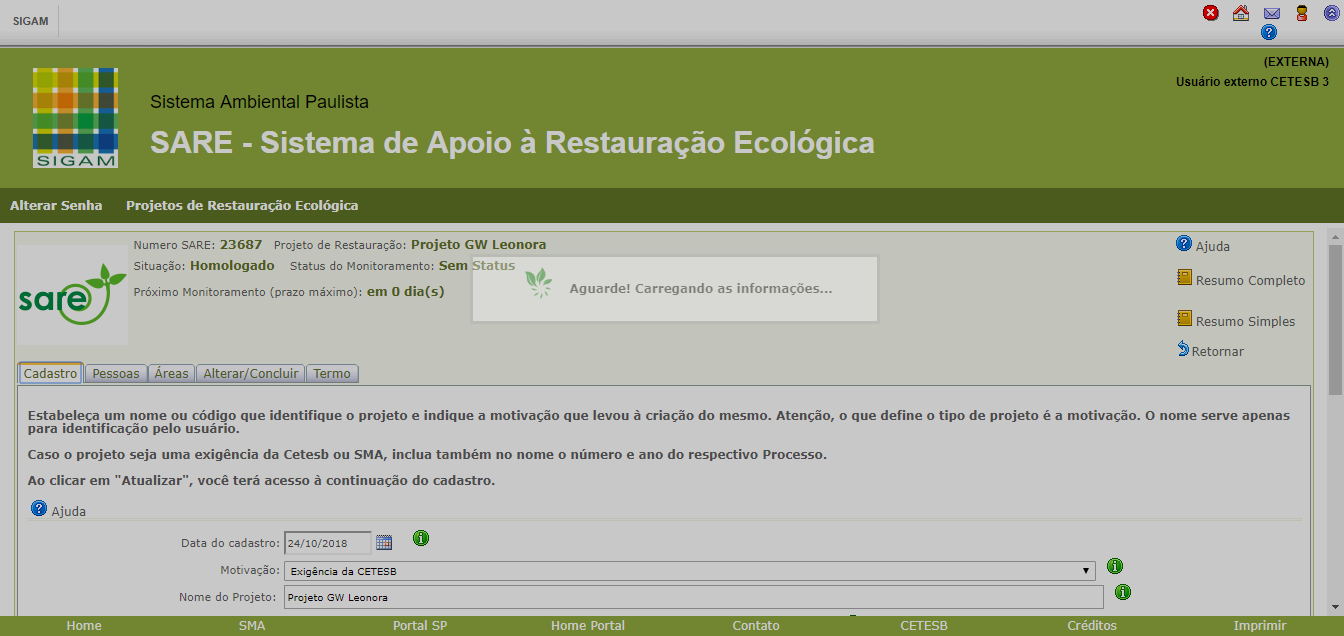 SIGAM
(EXTERNA)
Usuário externo CETESB 3
SIGAM
Sistema Ambiental Paulista
SARE - Sistema de Apoio à Restauração Ecológica
Alterar Senha Projetos de Restauração Ecológica
sare
Numero SARE: 23687 Projeto de Restauração: Projeto GW Leonora
Situação: Homologado Status do Monitoramento: Sem Status
Próximo Monitoramento (prazo máximo): em 0 dia(s)
Aguarde! Carregando as informações...
Ajuda
Resumo Completo
Resumo Simples
Retornar
Cadastro Pessoas Áreas Alterar/Concluir Termo
Estabeleça um nome ou código que identifique o projeto e indique a motivação que levou à criação do mesmo. Atenção, o que define o tipo de projeto é a motivação. O nome serve apenas
para identificação pelo usuário.
Caso o projeto seja uma exigência da Cetesb ou SMA, inclua também no nome o número e ano do respectivo Processo.
Ao clicar em "Atualizar", você terá acesso à continuação do cadastro.
Ajuda
Data do cadastro: 24/10/2018
Motivação: Exigência da CETESB
Nome do Projeto: Projeto GW Leonora
Home SMA Portal SP Home Portal Contato CETESB Créditos Imprimir